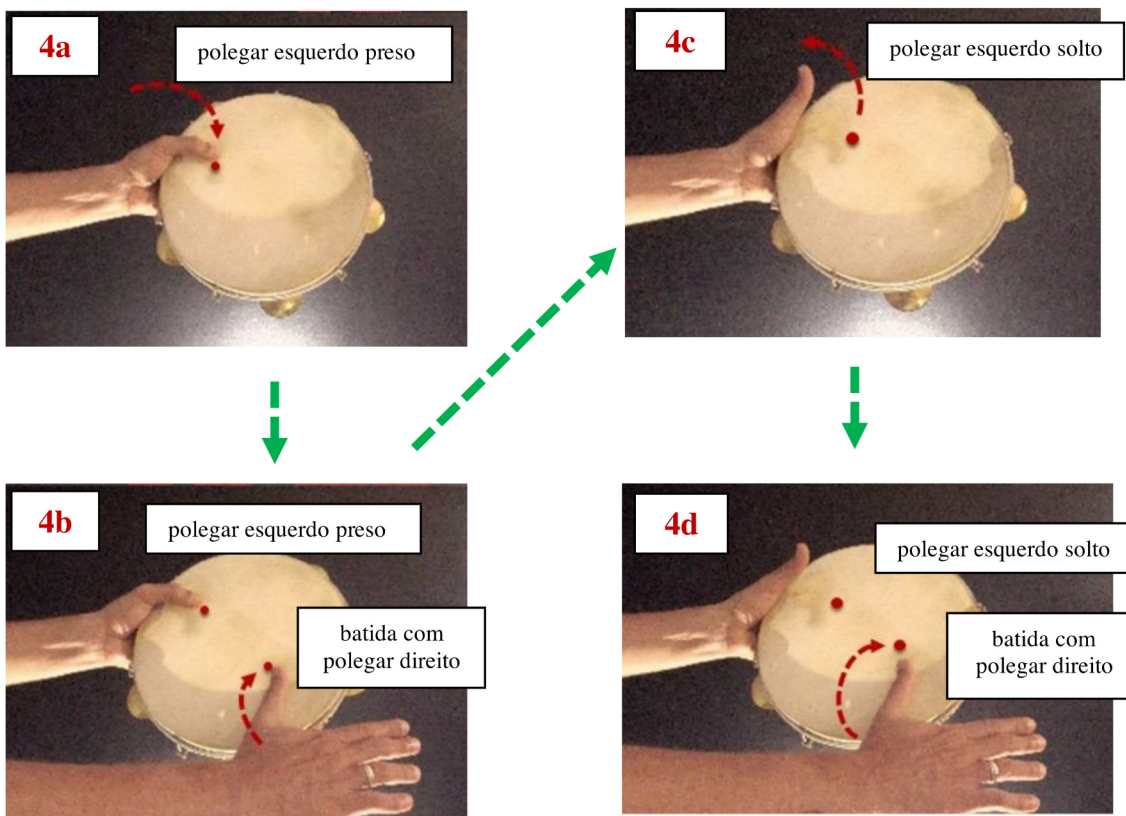 4a
polegar esquerdo preso
4b
polegar esquerdo preso
batida com
polegar direito
4c
polegar esquerdo solto
4d
polegar esquerdo solto
batida com
polegar direito